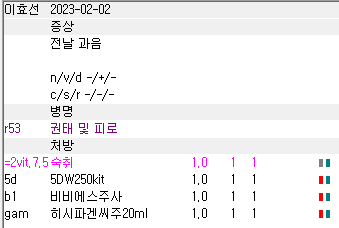 이효선 2023-02-02
증상
전날 과음
n/v/d -/+/-
c/s/r -/-/-
병명
r53 권태 및 피로
처방
=2vit.7.5 숙취 1.0 1 1
5d 5DW250kit 1.0 1 1
b1 비비에스주사 1.0 1 1
gam 히시파겐씨주20ml 1.0 1 1